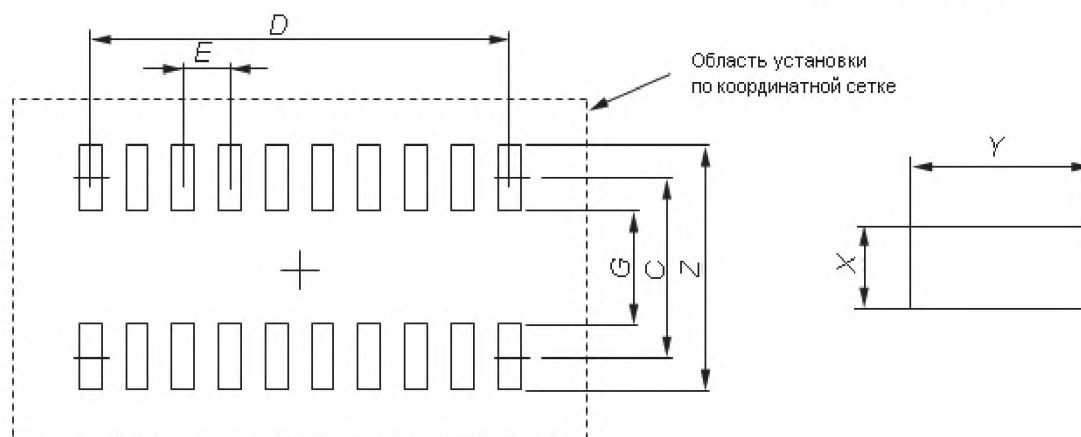 D
E
Область установки
по координатной сетке
Y
X
G
C
Z